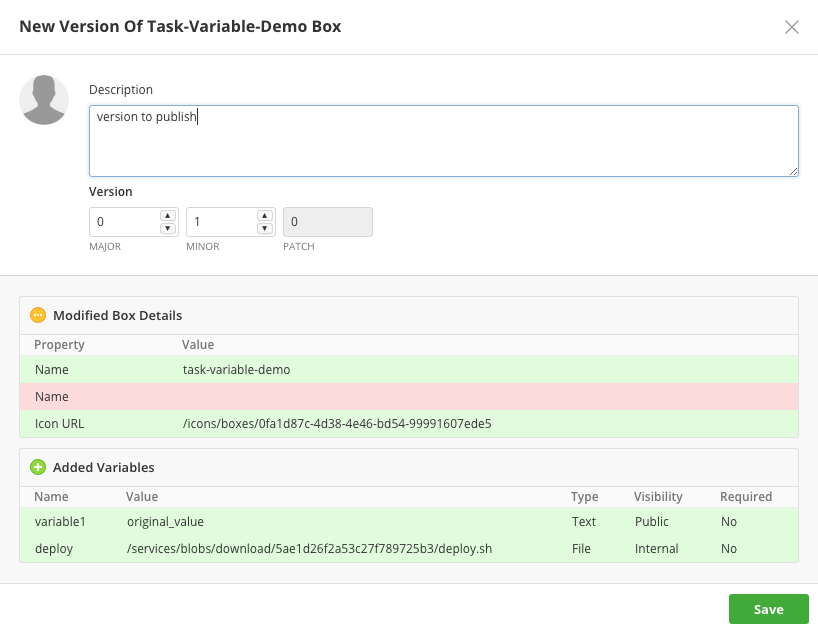 New Version Of Task-Variable-Demo Box
Description
version to publish
Version
0 1 0
MAJOR MINOR PATCH
Modified Box Details
Property Value
Name task-variable-demo
Name
Icon URL /icons/boxes/0fa1d87c-4d38-4e46-bd54-99991607ede5
Added Variables
Name Value Type Visibility Required
variable1 original_value Text Public No
deploy /services/blobs/download/5ae1d26f2a53c27f789725b3/deploy.sh File Internal No
Save